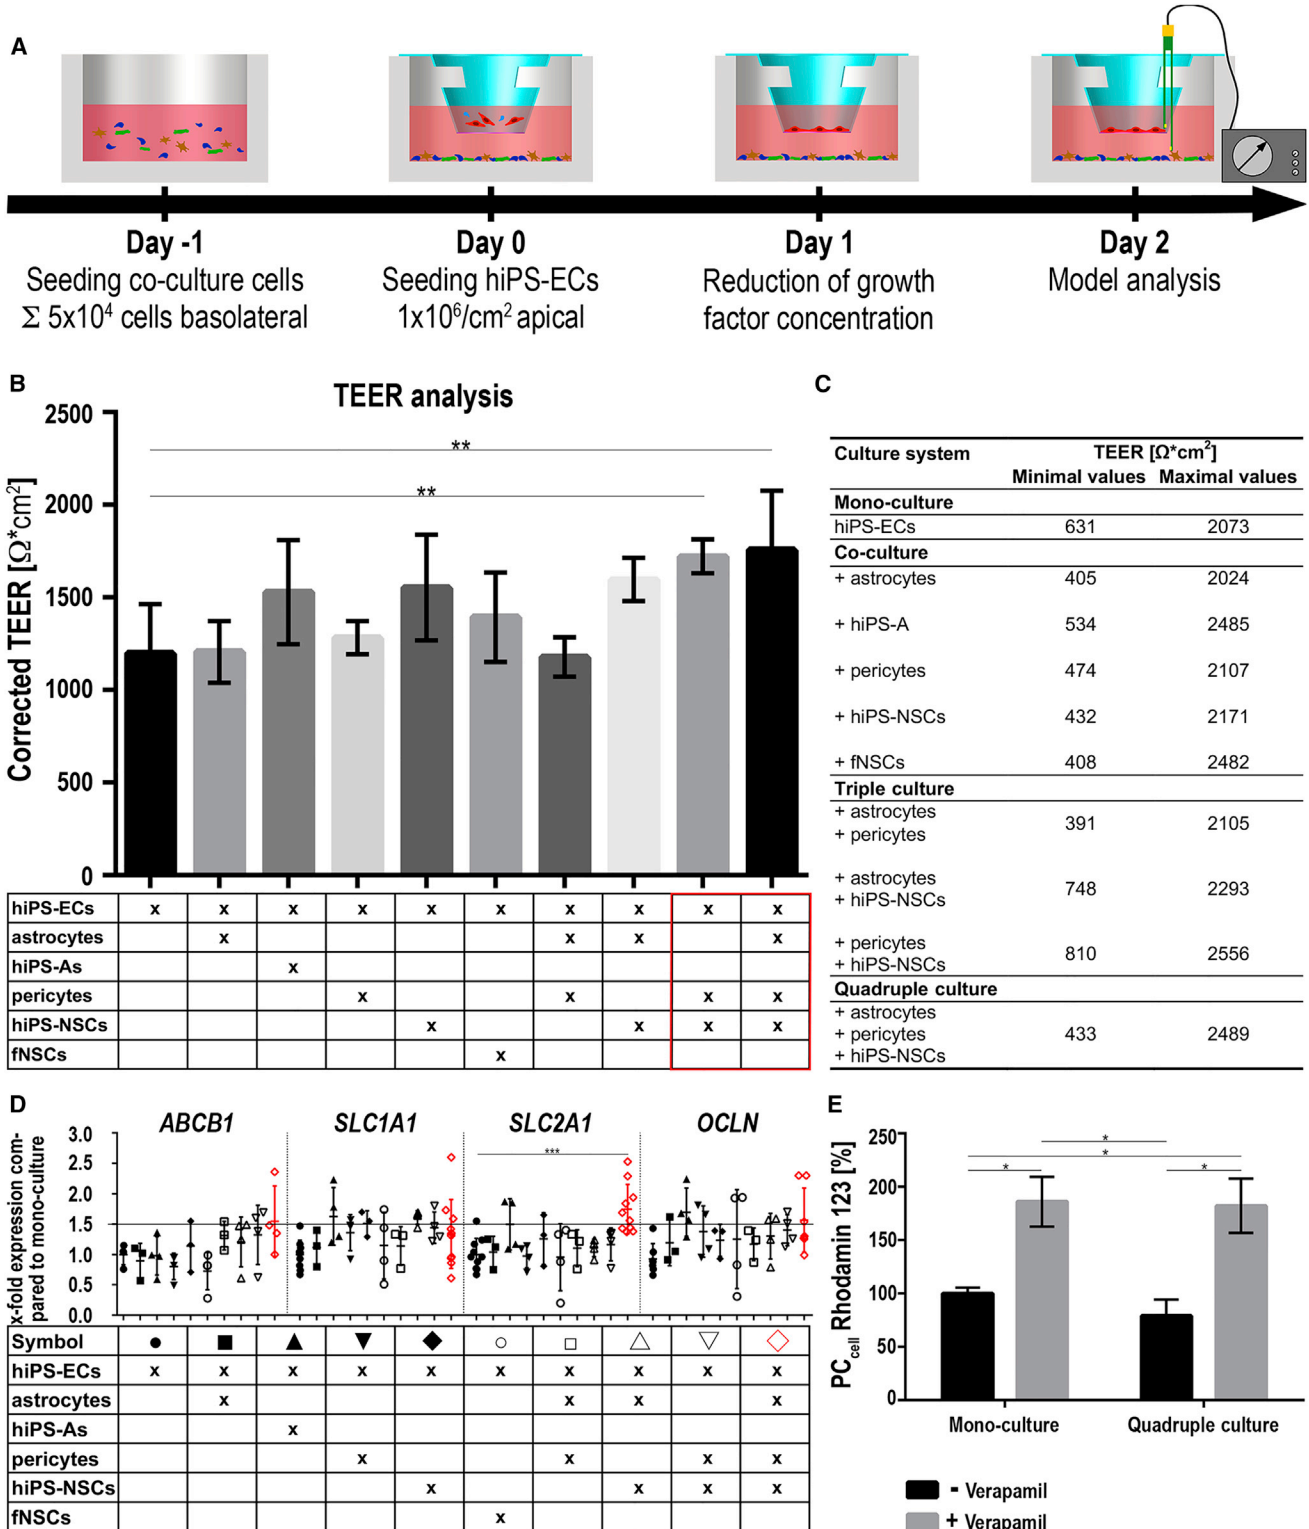 A
Day -1
Seeding co-culture cells
Σ 5x10⁴ cells basolateral
Day 0
Seeding hiPS-ECs
1x10⁶/cm² apical
Day 1
Reduction of growth
factor concentration
Day 2
Model analysis
B
TEER analysis
Corrected TEER [Ω*cm²]
2500
2000
1500
1000
500
0
**
**
hiPS-ECs x x x x x x x x x x
astrocytes x x x x
hiPS-As x
pericytes x x x x
hiPS-NSCs x x x x
fNSCs x
C
Culture system TEER [Ω*cm²]
Minimal values Maximal values
Mono-culture
hiPS-ECs 631 2073
Co-culture
+ astrocytes 405 2024
+ hiPS-A 534 2485
+ pericytes 474 2107
+ hiPS-NSCs 432 2171
+ fNSCs 408 2482
Triple culture
+ astrocytes
+ pericytes 391 2105
+ astrocytes
+ hiPS-NSCs 748 2293
+ pericytes
+ hiPS-NSCs 810 2556
Quadruple culture
+ astrocytes
+ pericytes 433 2489
+ hiPS-NSCs
D
ABCB1 SLC1A1 SLC2A1 OCLN
x-fold expression com-
pared to mono-culture
3.0
2.5
2.0
1.5
1.0
0.5
0.0
***
Symbol
hiPS-ECs x x x x x x x x x x
astrocytes x x x x
hiPS-As x
pericytes x x x x
hiPS-NSCs x x x x
fNSCs x
E
PCcell Rhodamin 123 [%]
250
200
150
100
50
0
*
*
* *
Mono-culture Quadruple culture
- Verapamil
+ Verapamil